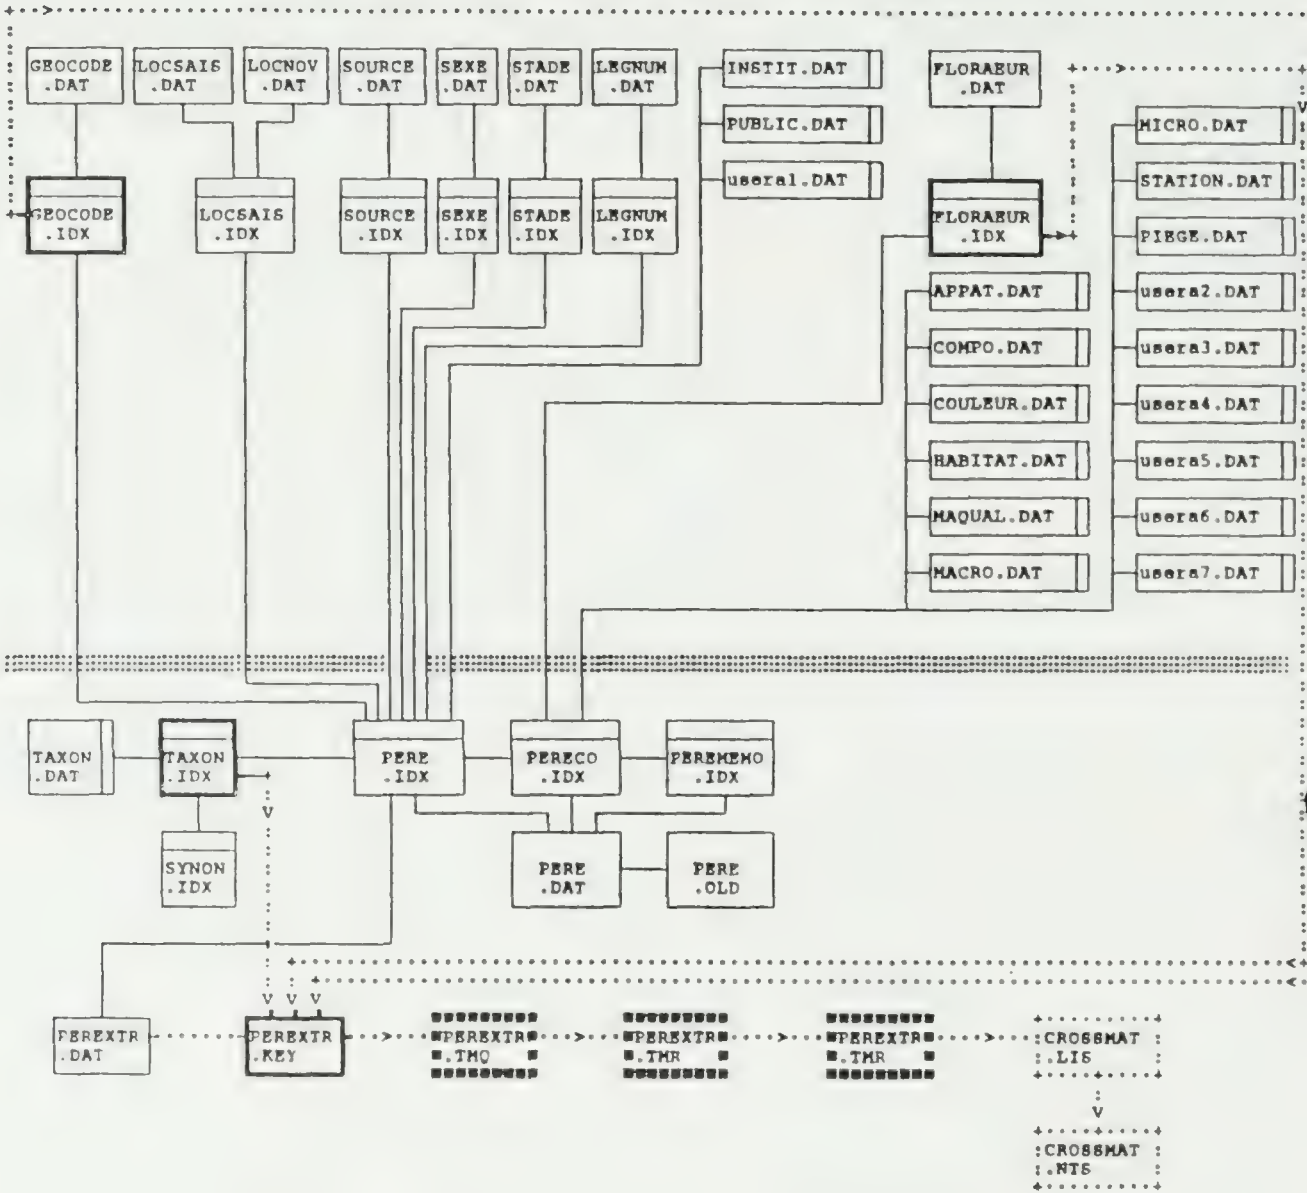 GEOCODE
.DAT
LOCSAIS
.DAT
LOCNOV
.DAT
SOURCE
.DAT
SEXE
.DAT
STADE
.DAT
LEGNUM
.DAT
INSTIT.DAT
PUBLIC.DAT
usera1.DAT
FLORAEUR
.DAT
MICRO.DAT
STATION.DAT
PIEGE.DAT
usera2.DAT
usera3.DAT
usera4.DAT
usera5.DAT
usera6.DAT
usera7.DAT
GEOCODE
.IDX
LOCSAIS
.IDX
SOURCE
.IDX
SEXE
.IDX
STADE
.IDX
LEGNUM
.IDX
FLORAEUR
.IDX
APPAT.DAT
COMPO.DAT
COULEUR.DAT
HABITAT.DAT
MAQUAL.DAT
MACRO.DAT
TAXON
.DAT
TAXON
.IDX
PERE
.IDX
PERECO
.IDX
PEREMEMO
.IDX
SYNON
.IDX
PERE
.DAT
PERE
.OLD
PEREXTR
.DAT
PEREXTR
.KEY
PEREXTR
.TMQ
PEREXTR
.TMR
PEREXTR
.TMR
CROSSMAT
.LIS
CROSSMAT
.NTS